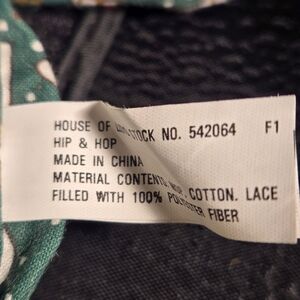 HOUSE OF STOCK NO. 542064 F1
HIP & HOP
MADE IN CHINA
MATERIAL CONTENTS COTTON, LACE
FILLED WITH 100% POLYESTER FIBER